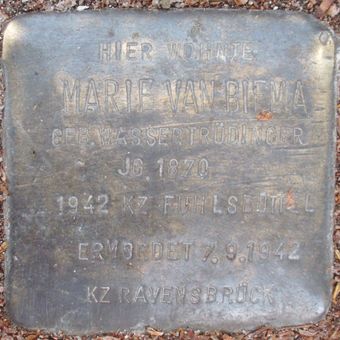 HIER WOHNTE
MARIE VAN BIEMA
GEB. WASSERTRÜDINGER
JG. 1870
1942 KZ FUHLSBÜTTEL
ERMORDET 7.9.1942
KZ RAVENSBRÜCK